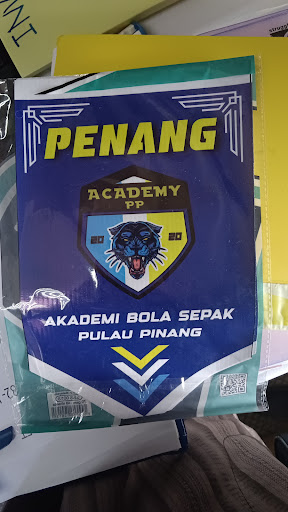 PENANG
ACADEMY
PP
20 20
AKADEMI BOLA SEPAK
PULAU PINANG